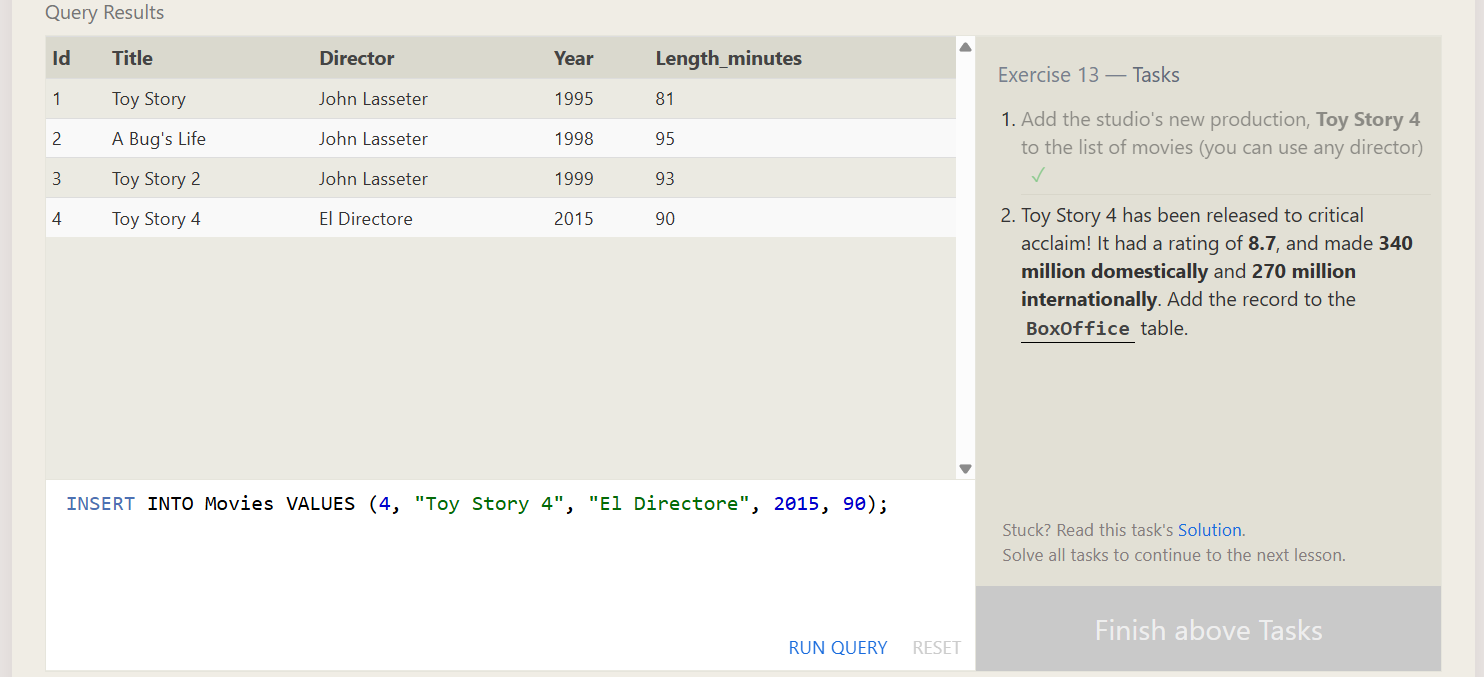 Query Results
Id Title Director Year Length_minutes
1 Toy Story John Lasseter 1995 81
2 A Bug's Life John Lasseter 1998 95
3 Toy Story 2 John Lasseter 1999 93
4 Toy Story 4 El Directore 2015 90
INSERT INTO Movies VALUES (4, "Toy Story 4", "El Directore", 2015, 90);
RUN QUERY RESET
Exercise 13 — Tasks
1. Add the studio's new production, Toy Story 4
to the list of movies (you can use any director)
✓
2. Toy Story 4 has been released to critical
acclaim! It had a rating of 8.7, and made 340
million domestically and 270 million
internationally. Add the record to the
BoxOffice table.
Stuck? Read this task's Solution.
Solve all tasks to continue to the next lesson.
Finish above Tasks